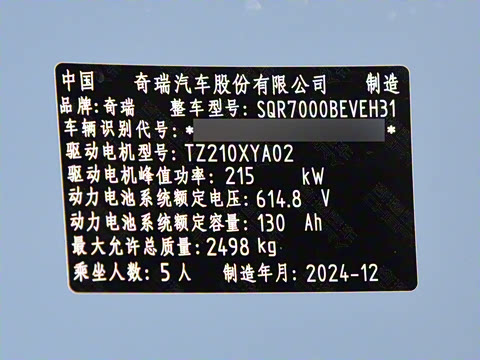 中国 奇瑞汽车股份有限公司 制造
品牌:奇瑞 整车型号:SQR7000BEVEH31
车辆识别代号:* *
驱动电机型号:TZ210XYA02
驱动电机峰值功率:215 kW
动力电池系统额定电压:614.8 V
动力电池系统额定容量:130 Ah
最大允许总质量:2498kg
乘坐人数:5人 制造年月:2024-12